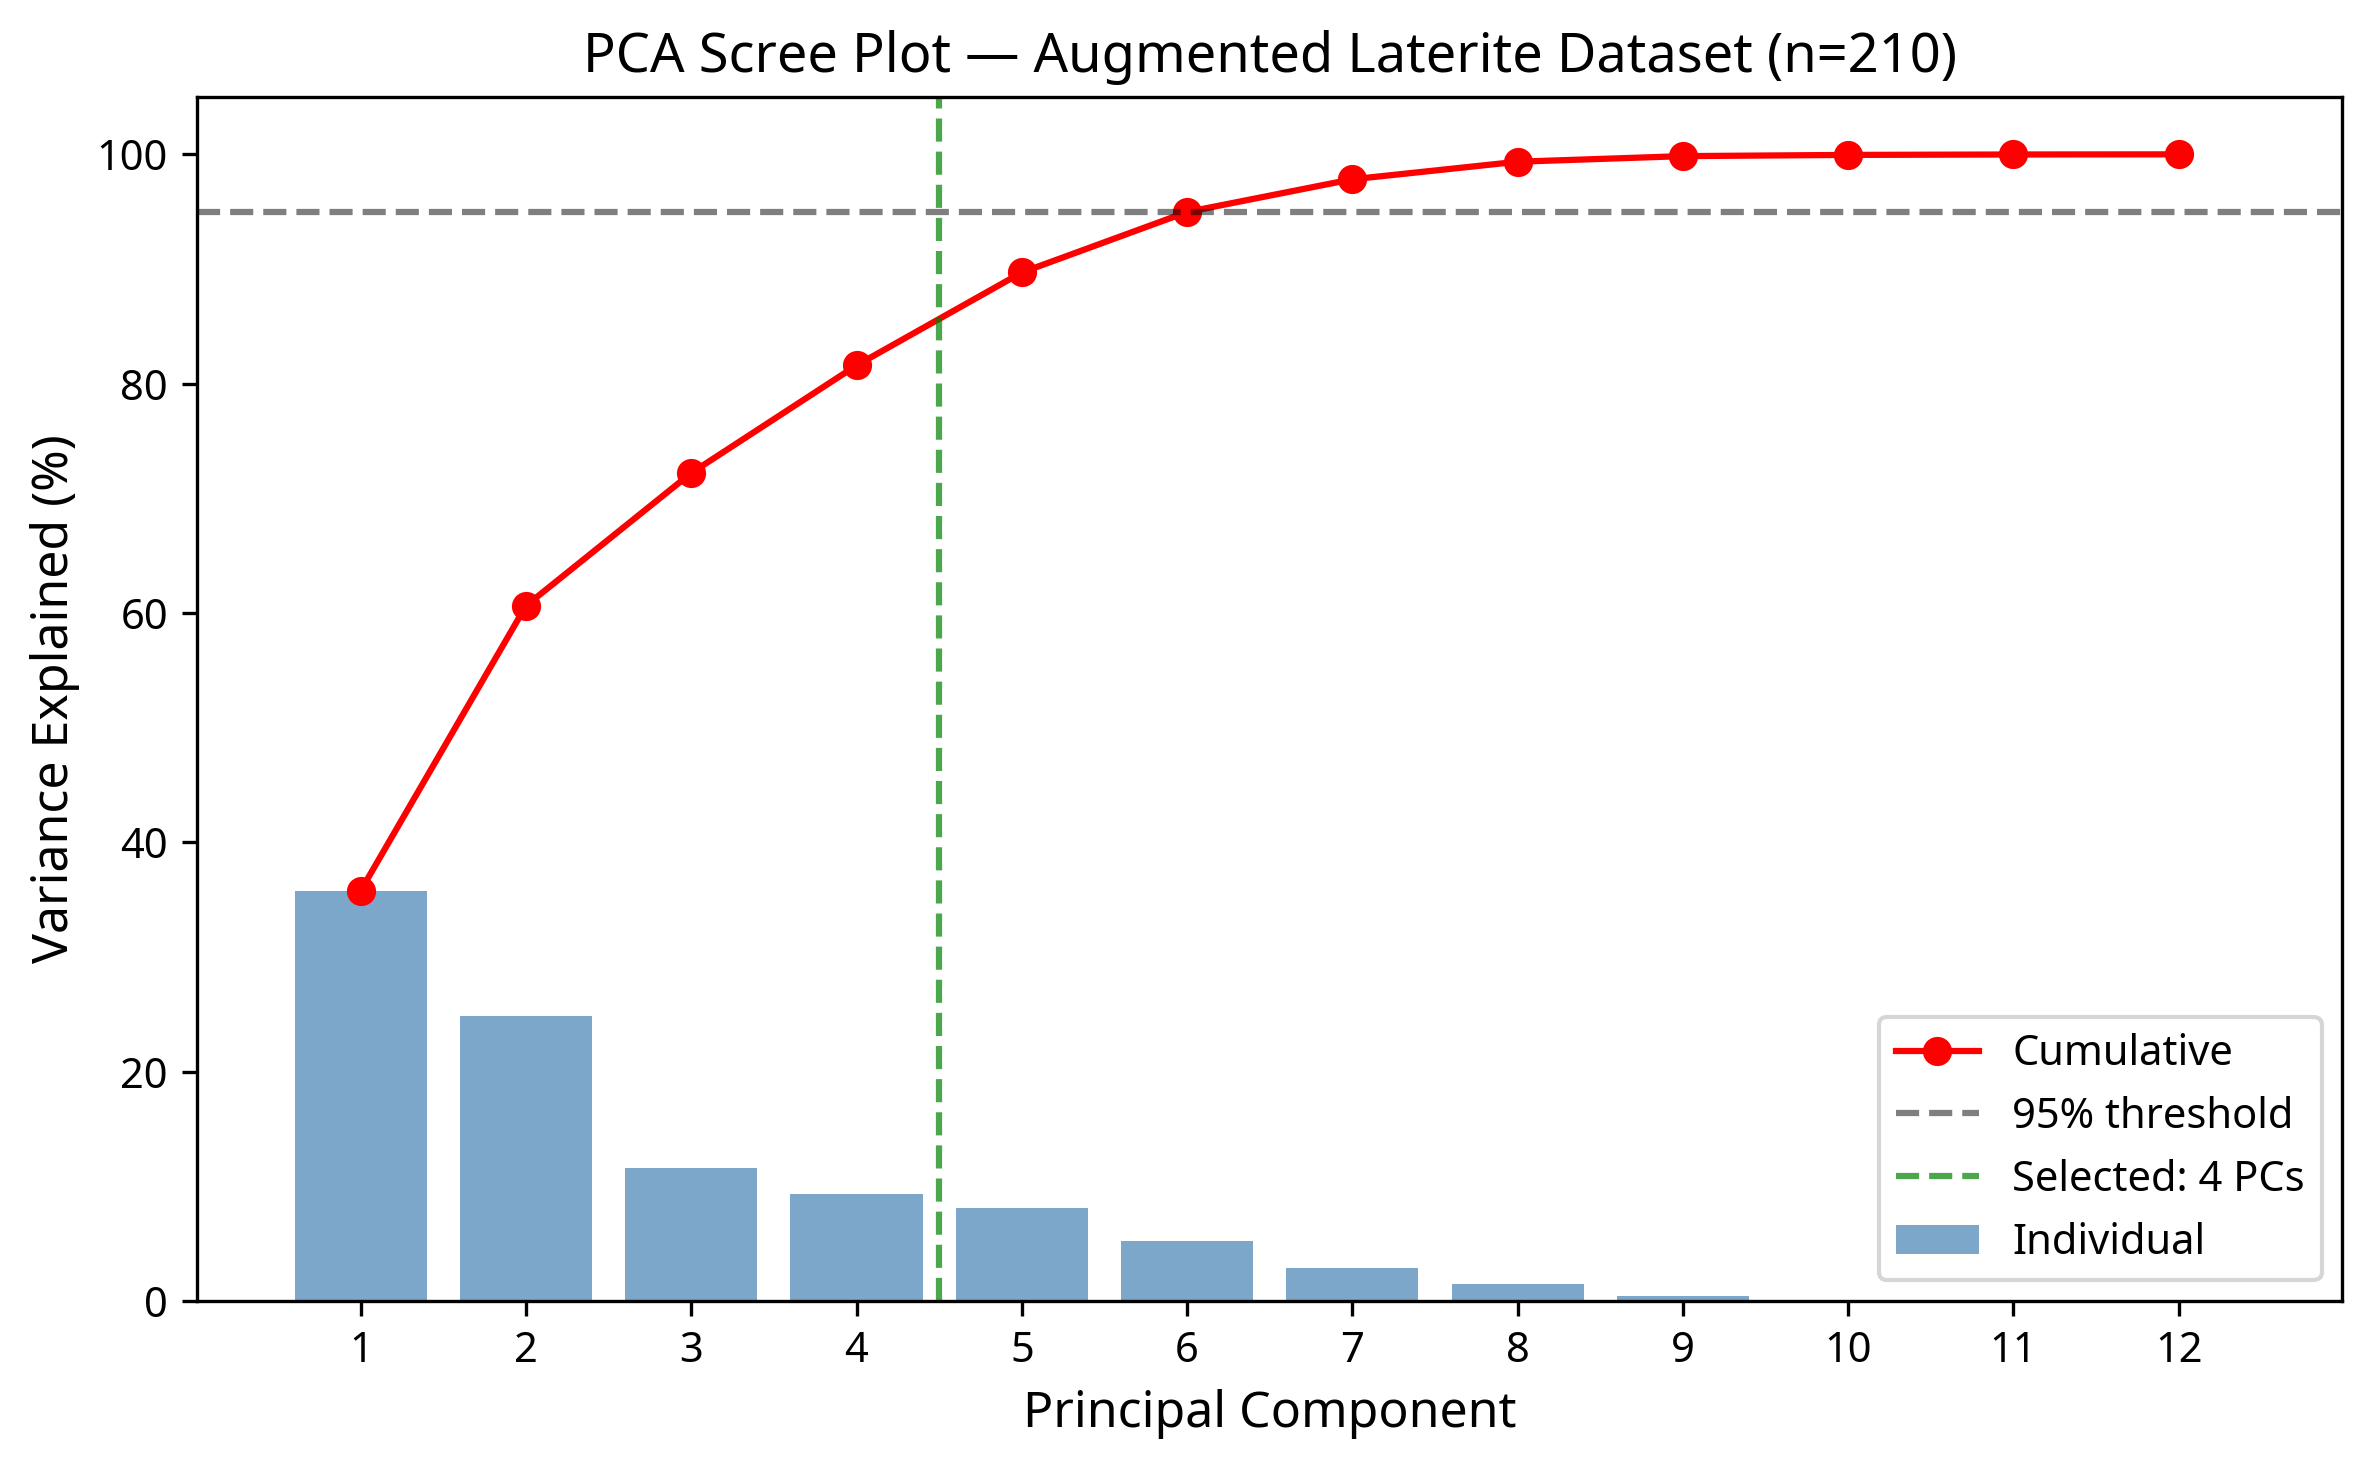 PCA Scree Plot — Augmented Laterite Dataset (n=210)
Variance Explained (%)
100
80
60
40
20
0
1 2 3 4 5 6 7 8 9 10 11 12
Principal Component
Cumulative
95% threshold
Selected: 4 PCs
Individual